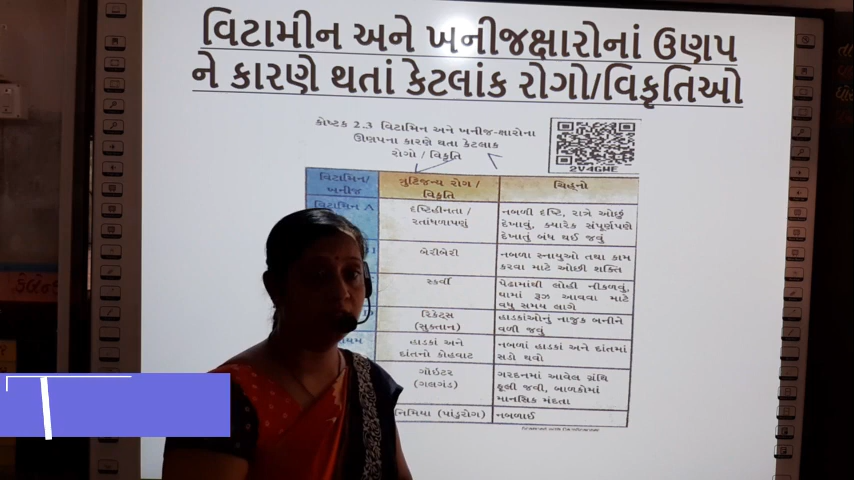 વિટામીન અને ખનીજક્ષારોનાં ઉણપ
ને કારણે થતાં કેટલાંક રોગો/વિકૃતિઓ
કોષ્ટક 2.3 વિટામિન અને ખનીજ-ક્ષારોના
ઊણપના કારણે થતા કેટલાક
રોગો / વિકૃતિ
2V4GWE
વિટામિન/
ખનીજ
ત્રુટિજન્ય રોગ /
વિકૃતિ
ચિહ્નો
વિટામિન A
દૃષ્ટિહીનતા /
રતાંધળાપણું
નબળી દૃષ્ટિ, રાત્રે ઓછું
દેખાવું, ક્યારેક સંપૂર્ણપણે
દેખાતું બંધ થઈ જવું
બેરીબેરી
નબળા સ્નાયુઓ તથા કામ
કરવા માટે ઓછી શક્તિ
સ્કર્વી
પેઢામાંથી લોહી નીકળવું,
ઘામાં રૂઝ આવવા માટે
વધુ સમય લાગે
રિકેટ્સ
(સુકતાન)
હાડકાંઓનું નાજુક બનીને
વળી જવું
હાડકાં અને
દાંતનો કોહવાટ
નબળાં હાડકાં અને દાંતમાં
સડો થવો
ગોઇટર
(ગલગંડ)
ગરદનમાં આવેલ ગ્રંથિ
ફૂલી જવી, બાળકોમાં
માનસિક મંદતા
નિમિયા (પાંડુરોગ)
નબળાઈ